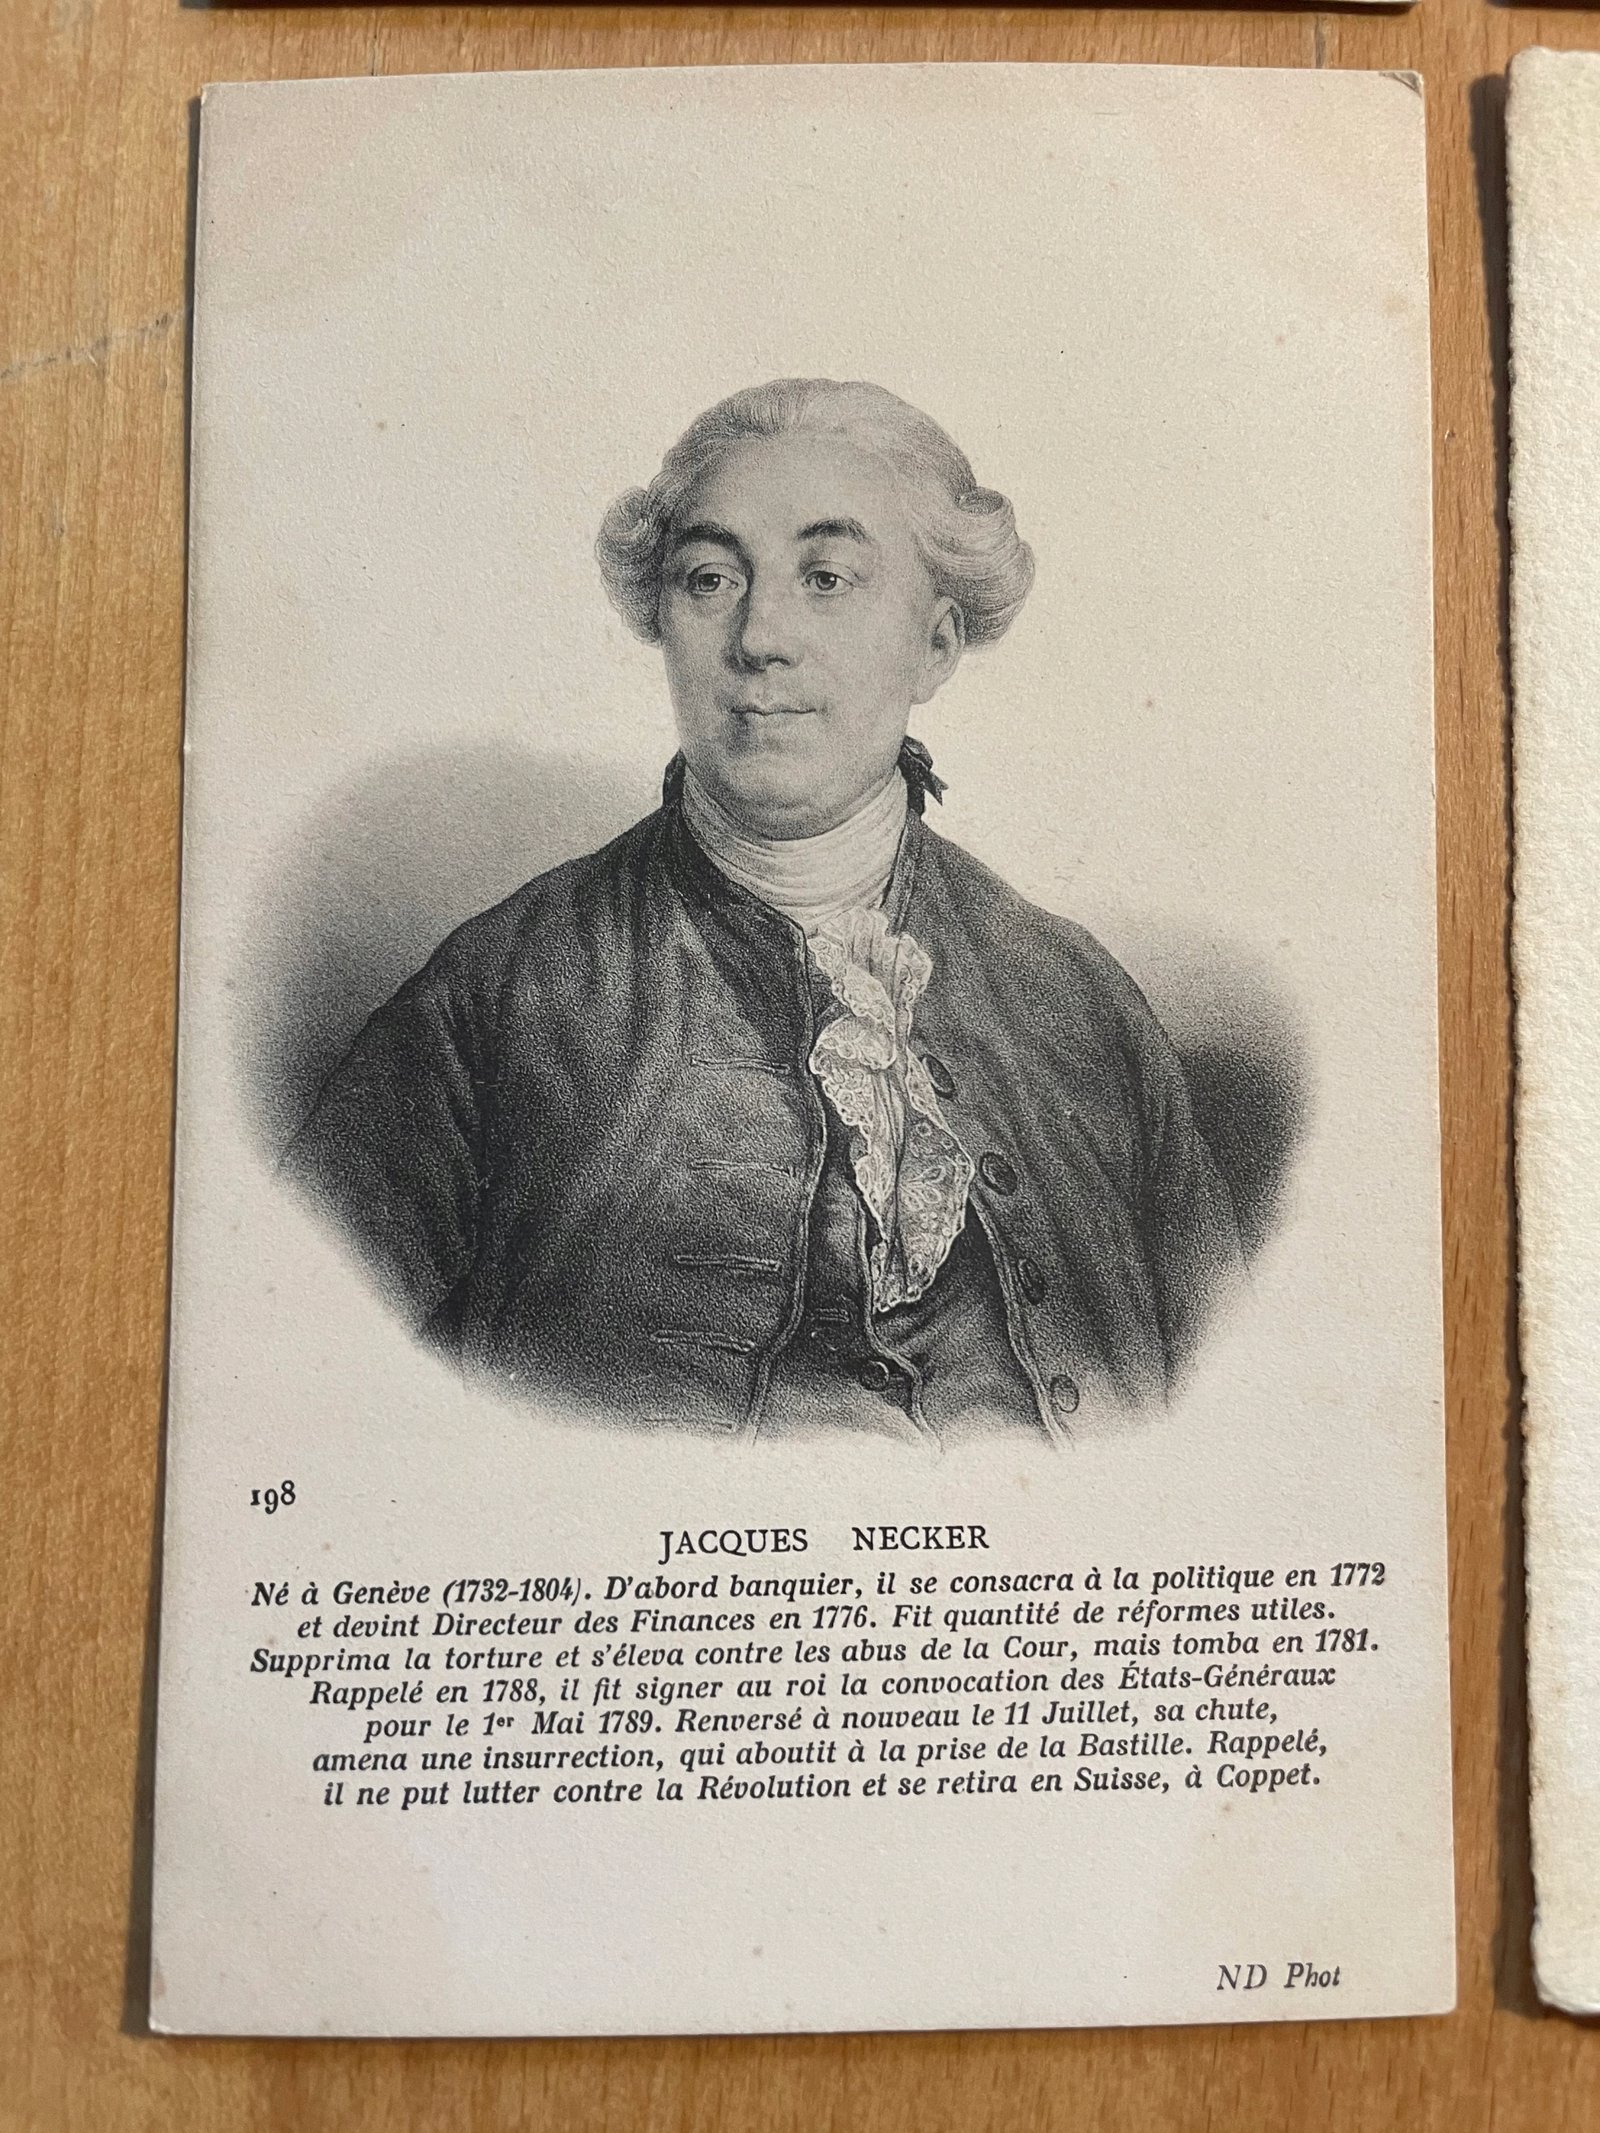 198
JACQUES NECKER
Né à Genève (1732-1804). D'abord banquier, il se consacra à la politique en 1772
et devint Directeur des Finances en 1776. Fit quantité de réformes utiles.
Supprima la torture et s'éleva contre les abus de la Cour, mais tomba en 1781.
Rappelé en 1788, il fit signer au roi la convocation des États-Généraux
pour le 1er Mai 1789. Renversé à nouveau le 11 Juillet, sa chute,
amena une insurrection, qui aboutit à la prise de la Bastille. Rappelé,
il ne put lutter contre la Révolution et se retira en Suisse, à Coppet.
ND Phot